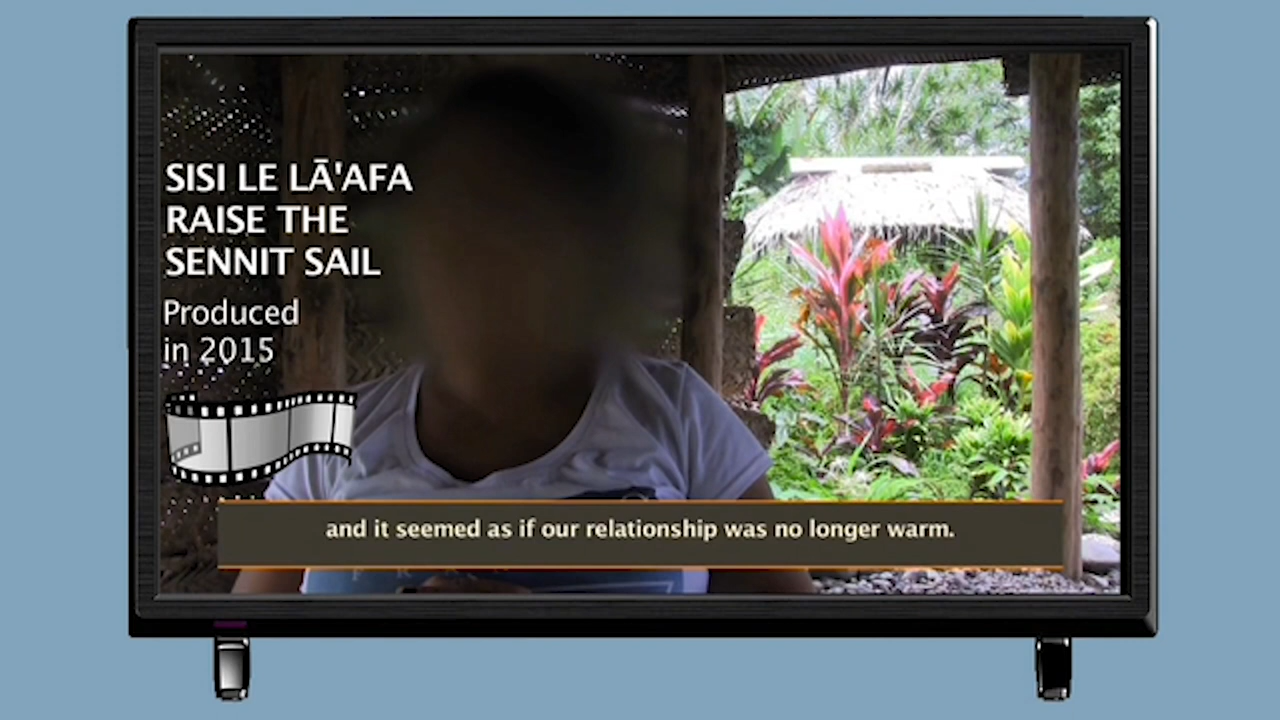 SISI LE LĀ'AFA
RAISE THE
SENNIT SAIL
Produced
in 2015
and it seemed as if our relationship was no longer warm.